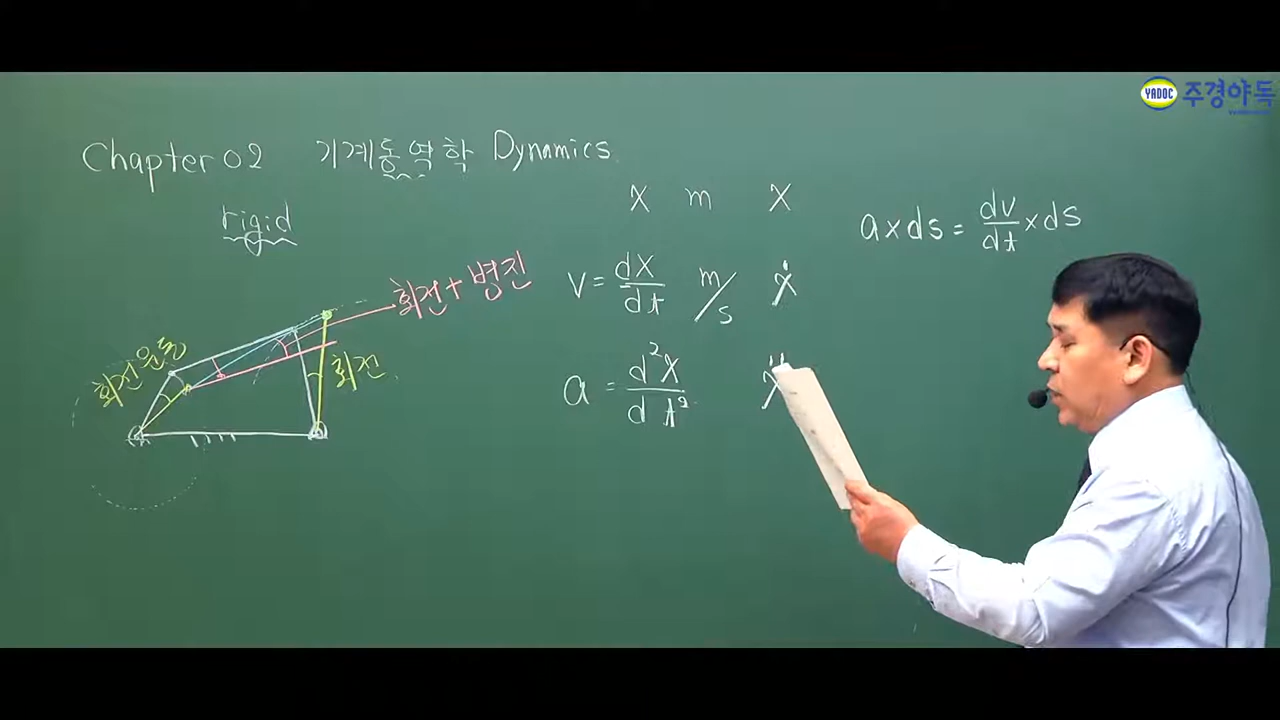 YADOC 주경야독
Chapter 02 기계동역학 Dynamics
rigid
x m x
a×ds = dv/dt ×ds
v = dx/dt m/s ẋ
a = d²x/dt² ẍ
회전+병진
회전운동
회전